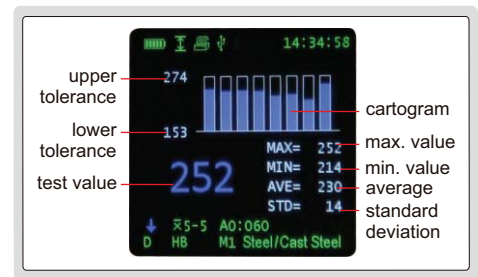 14:34:58
upper tolerance
274
cartogram
lower tolerance
153
MAX= 252
max. value
MIN= 214
min. value
test value
252
AVE= 230
average
STD= 14
standard deviation
x̅5-5 A0:060
D HB M1 Steel/Cast Steel